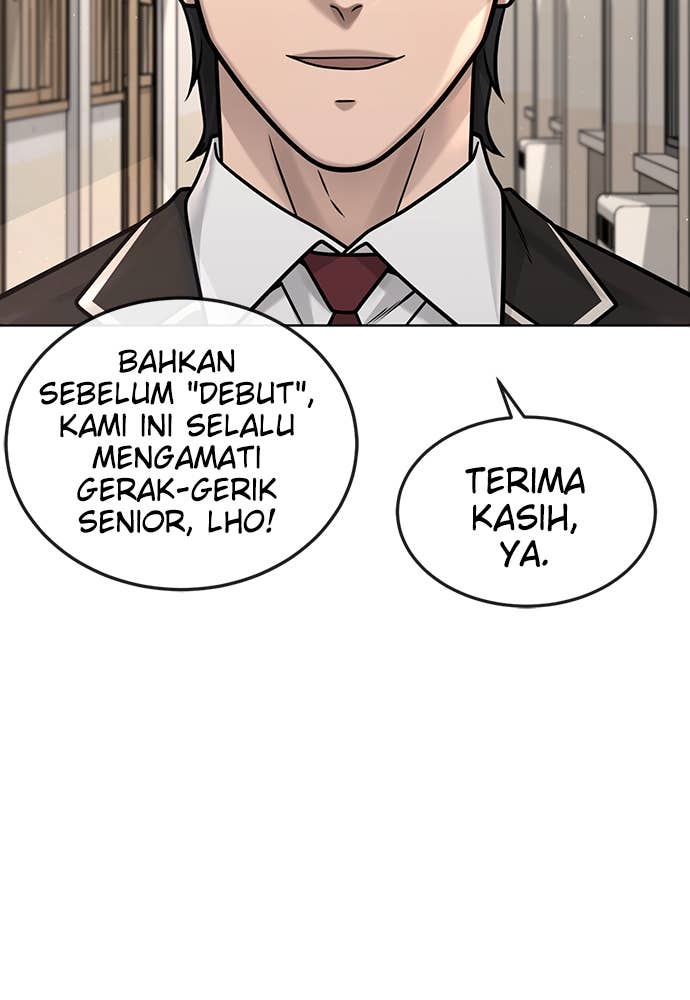 BAHKAN
SEBELUM "DEBUT",
KAMI INI SELALU
MENGAMATI
GERAK-GERIK
SENIOR, LHO!
TERIMA
KASIH,
YA.